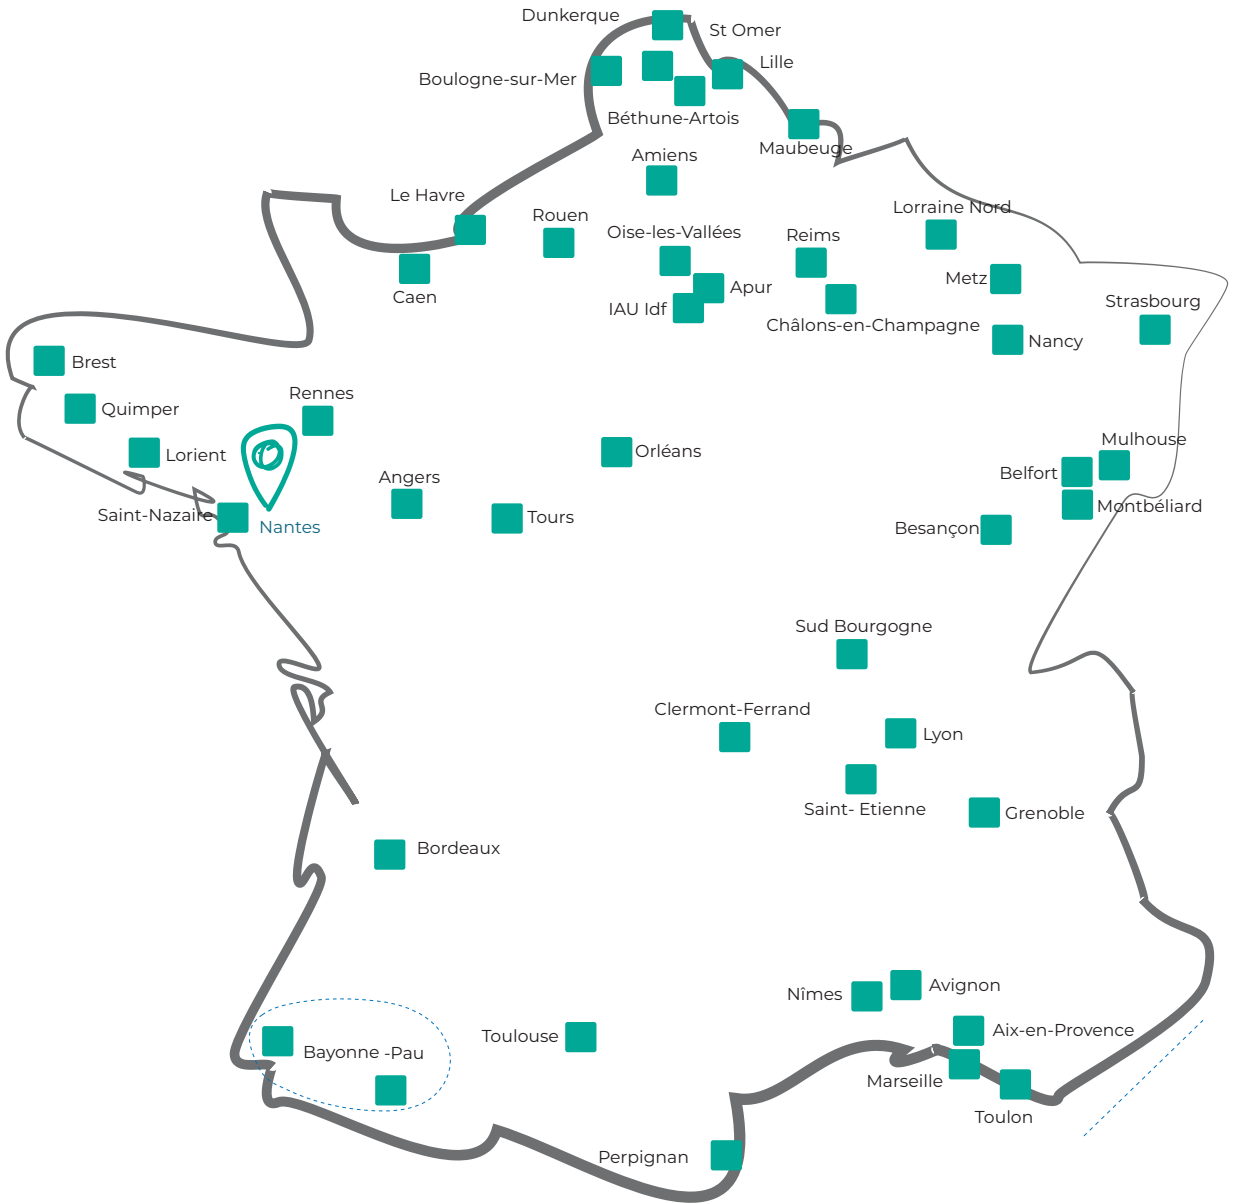 Dunkerque
St Omer
Lille
Boulogne-sur-Mer
Béthune-Artois
Maubeuge
Amiens
Le Havre
Lorraine Nord
Rouen
Oise-les-Vallées
Reims
Metz
Apur
Caen
Strasbourg
IAU Idf
Châlons-en-Champagne
Nancy
Brest
Rennes
Quimper
Mulhouse
Lorient
Orléans
Belfort
Angers
Montbéliard
Saint-Nazaire
Tours
Nantes
Besançon
Sud Bourgogne
Clermont-Ferrand
Lyon
Saint- Etienne
Grenoble
Bordeaux
Avignon
Nîmes
Aix-en-Provence
Toulouse
Bayonne -Pau
Marseille
Toulon
Perpignan